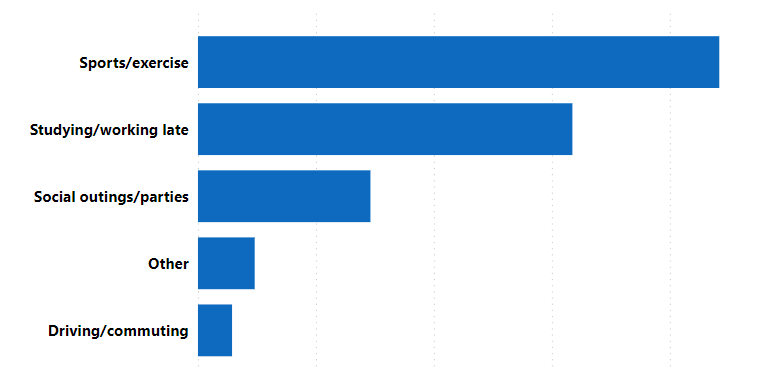 Sports/exercise
Studying/working late
Social outings/parties
Other
Driving/commuting